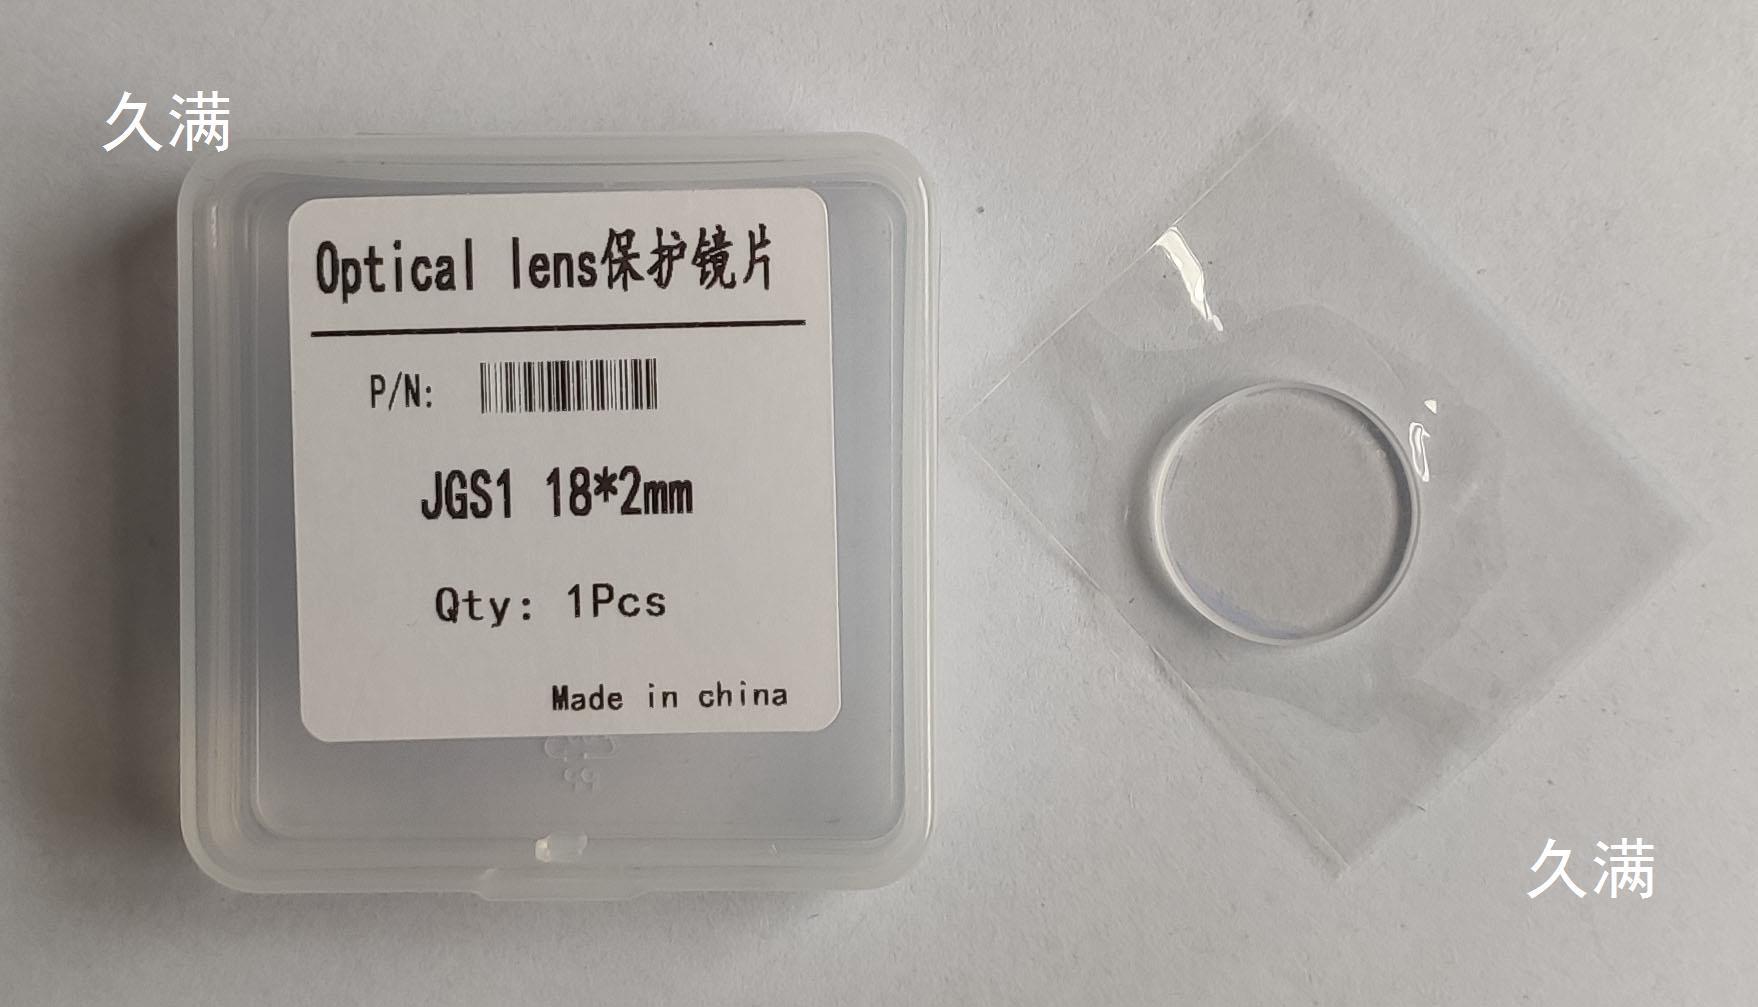 久满
Optical lens保护镜片
P/N:
JGS1 18*2mm
Qty: 1Pcs
Made in china
久满